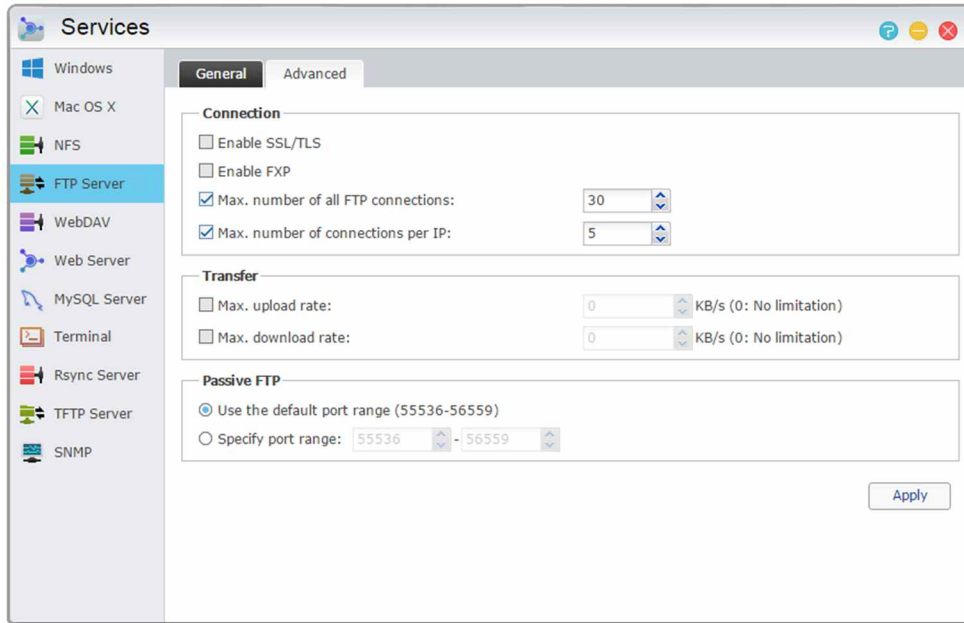 Services
Windows
Mac OS X
NFS
FTP Server
WebDAV
Web Server
MySQL Server
Terminal
Rsync Server
TFTP Server
SNMP
General Advanced
Connection
Enable SSL/TLS
Enable FXP
Max. number of all FTP connections: 30
Max. number of connections per IP: 5
Transfer
Max. upload rate: 0 KB/s (0: No limitation)
Max. download rate: 0 KB/s (0: No limitation)
Passive FTP
Use the default port range (55536-56559)
Specify port range: 55536 - 56559
Apply